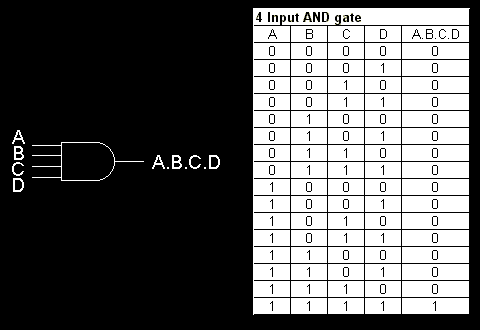 A
B
C
D
A.B.C.D
4 Input AND gate
A B C D A.B.C.D
0 0 0 0 0
0 0 0 1 0
0 0 1 0 0
0 0 1 1 0
0 1 0 0 0
0 1 0 1 0
0 1 1 0 0
0 1 1 1 0
1 0 0 0 0
1 0 0 1 0
1 0 1 0 0
1 0 1 1 0
1 1 0 0 0
1 1 0 1 0
1 1 1 0 0
1 1 1 1 1